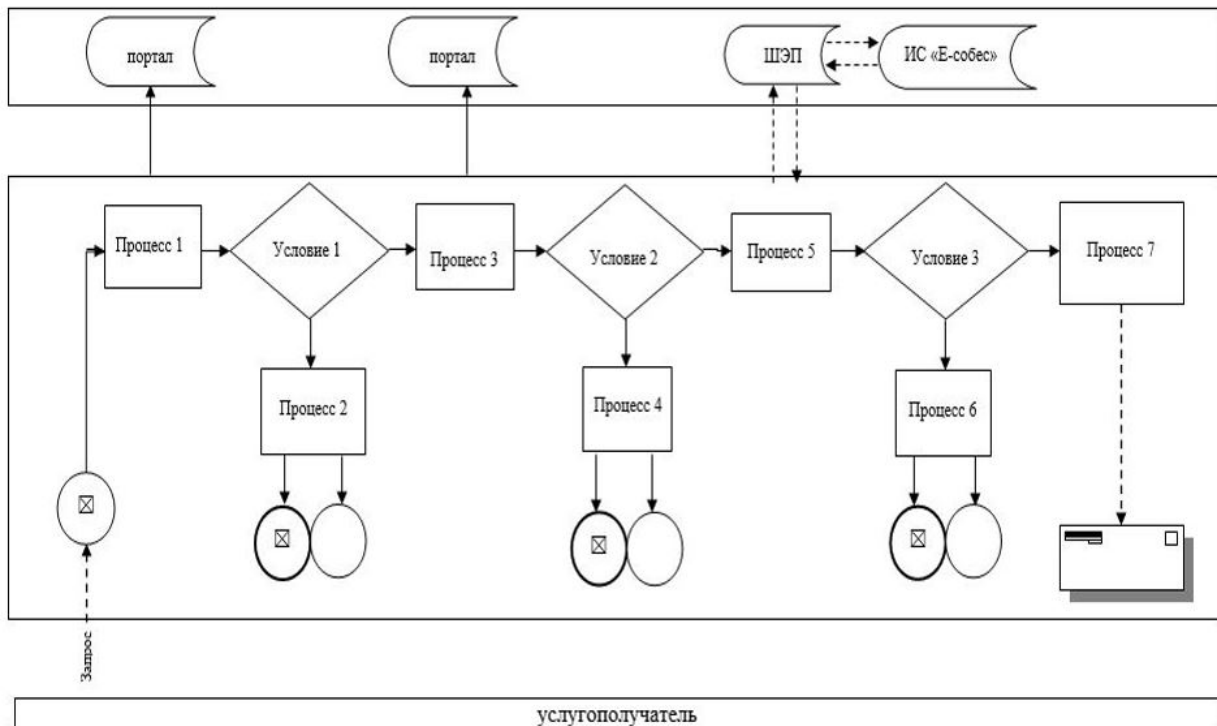 портал
портал
ШЭП
ИС «Е-собес»
Процесс 1
Условие 1
Процесс 3
Условие 2
Процесс 5
Условие 3
Процесс 7
Процесс 2
Процесс 4
Процесс 6
Запрос
услугополучатель